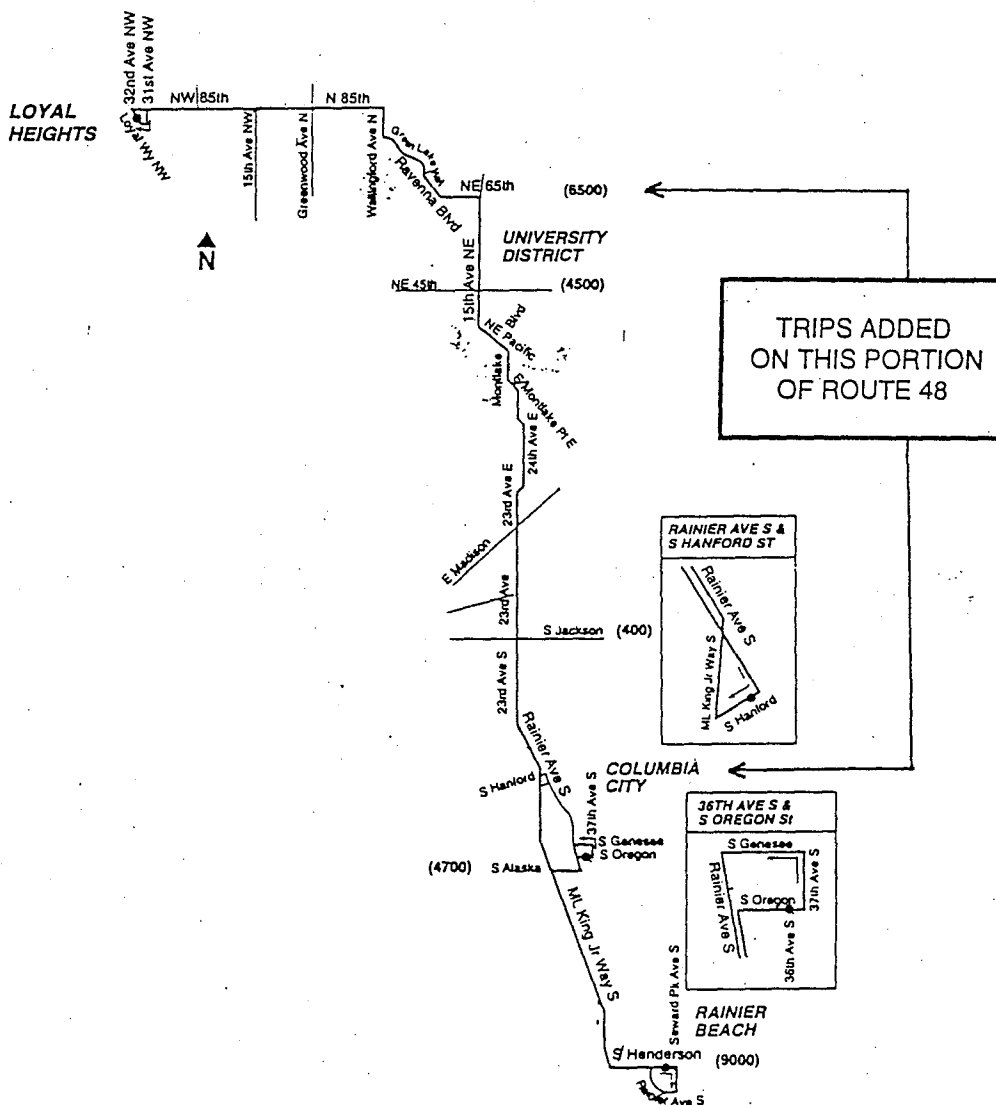 32nd Ave NW
31st Ave NW
LOYAL
HEIGHTS
NW 85th
N 85th
15th Ave NW
Greenwood Ave N
Wallingford Ave N
Ravenna Blvd
NE 65th
(6500)
N
UNIVERSITY
DISTRICT
15th Ave NE
NE 45th
(4500)
NE Pacific
Blvd
Montlake
E Montlake Pl E
24th Ave E
TRIPS ADDED
ON THIS PORTION
OF ROUTE 48
23rd Ave E
E Madison
23rd Ave
S Jackson
(400)
23rd Ave S
RAINIER AVE S &
S HANFORD ST
Rainier Ave S
ML King Jr Way S
S Hanford
Rainier Ave S
S Hanford
37th Ave S
COLUMBIA
CITY
S Genesee
S Oregon
(4700)
S Alaska
36TH AVE S &
S OREGON St
S Genesee
37th Ave S
S Oregon
Rainier Ave S
36th Ave S
ML King Jr Way S
Seward Pk Ave S
RAINIER
BEACH
S Henderson
(9000)
Rainier Ave S